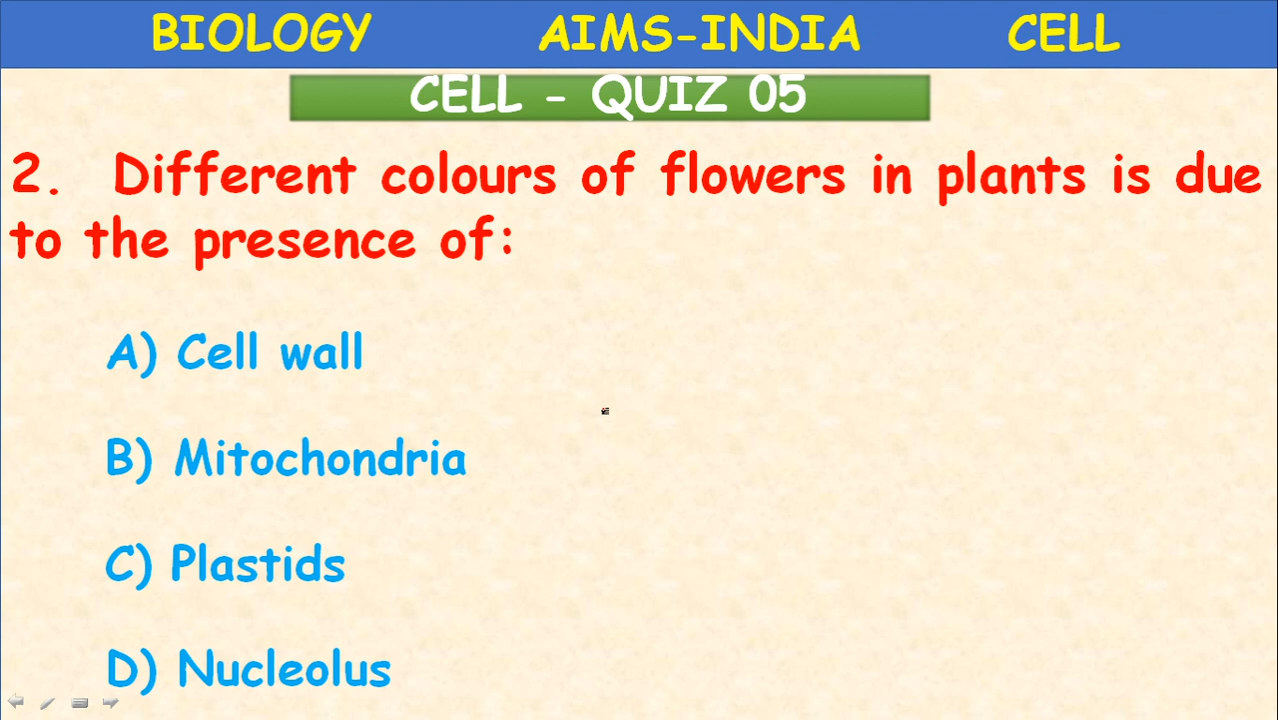 BIOLOGY AIMS-INDIA CELL
CELL - QUIZ 05
2. Different colours of flowers in plants is due
to the presence of:
A) Cell wall
B) Mitochondria
C) Plastids
D) Nucleolus